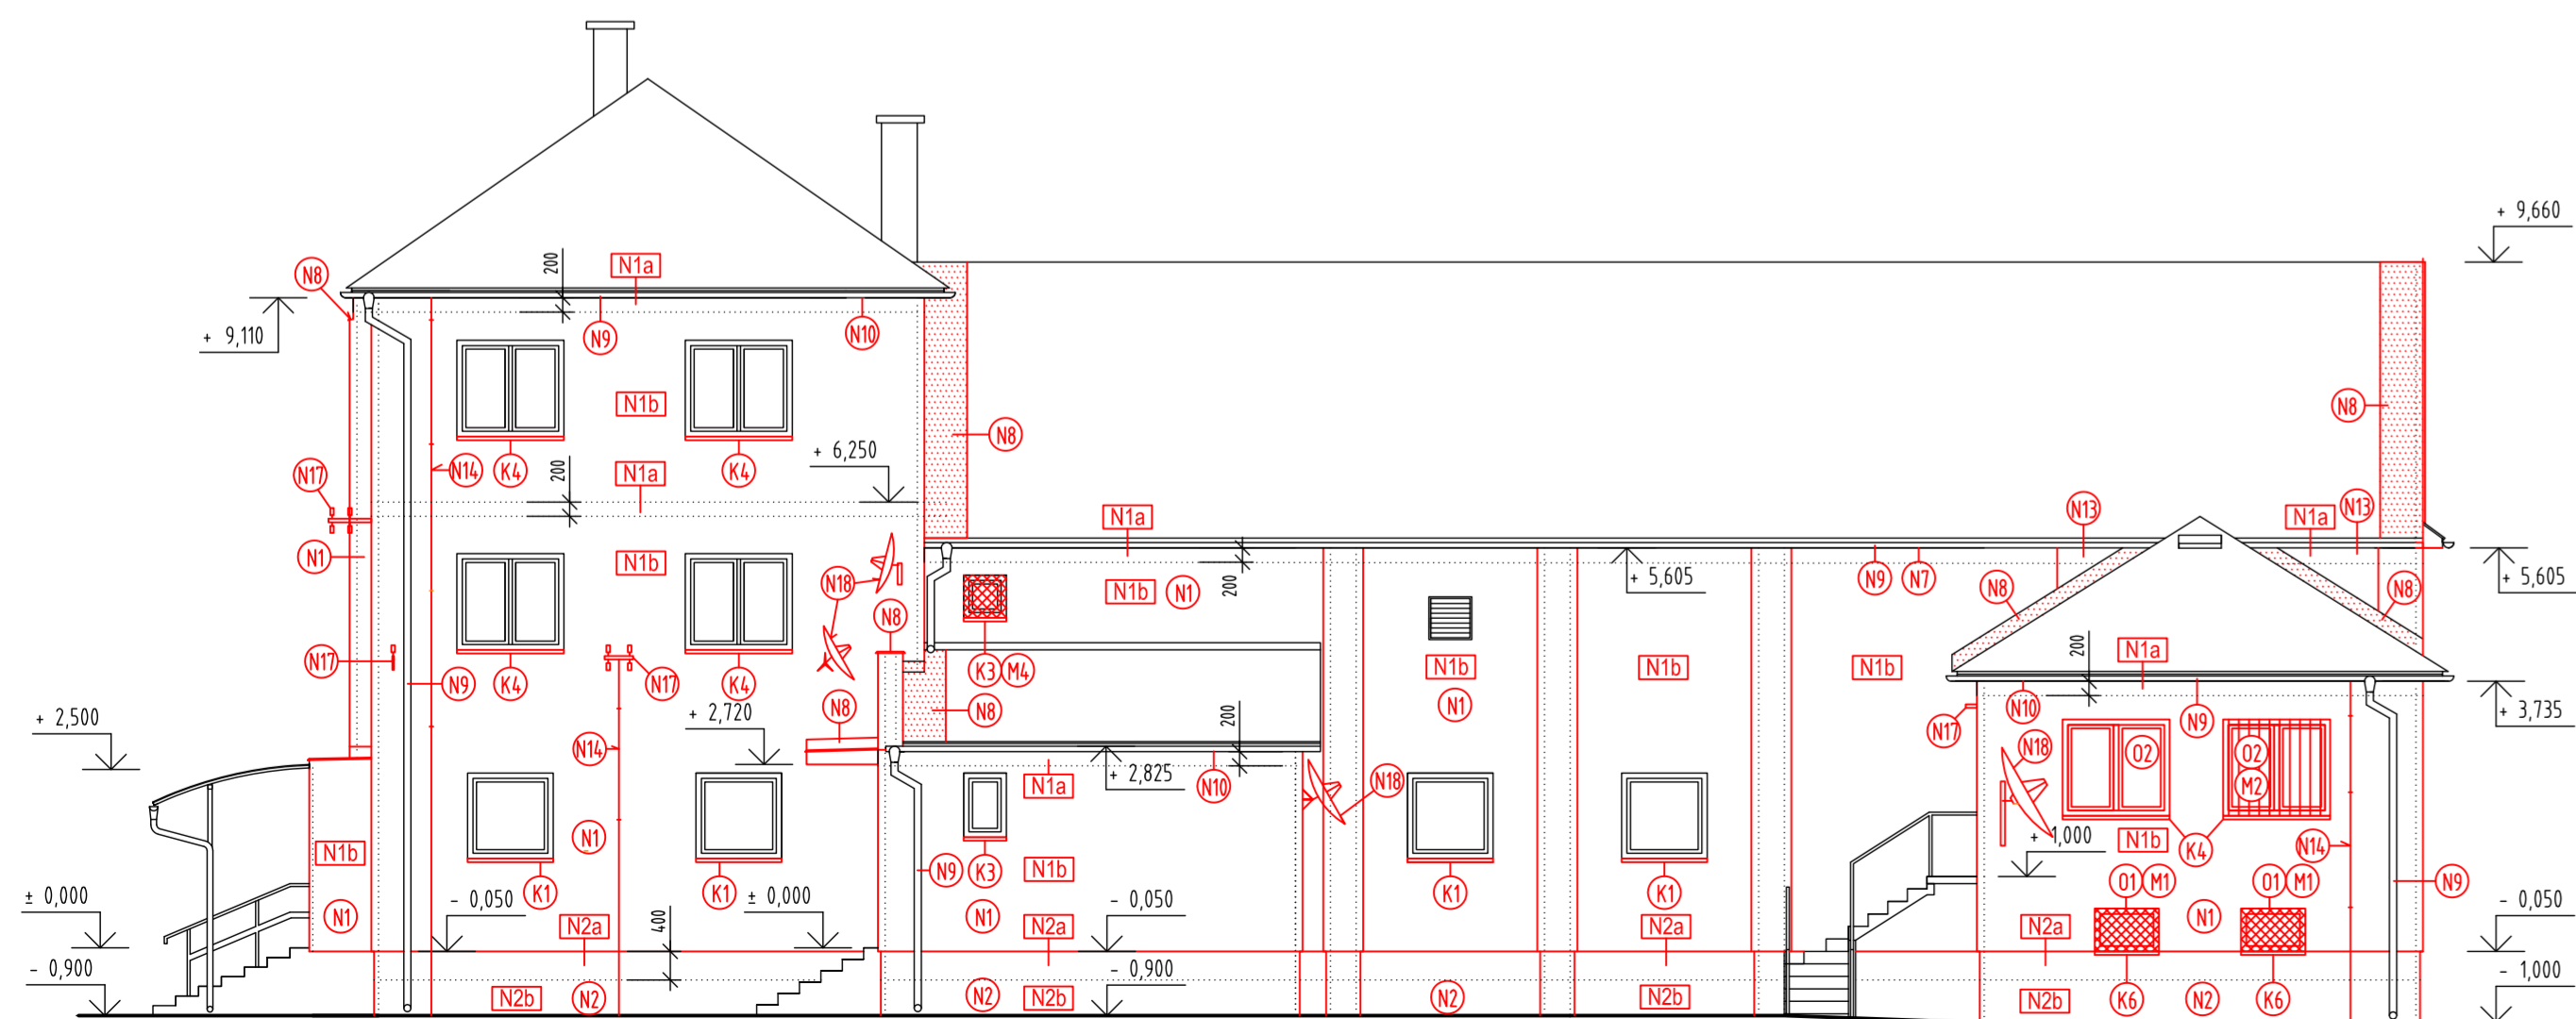 + 9,660
N8
200
N1a
+ 9,110
N9
N10
N1b
N8
N8
+ 6,250
N17
N14
K4
200
N1a
K4
N1a
N13
N1a
N13
N1
N1b
N18
200
N1b
N1
+ 5,605
N9
N7
+ 5,605
N8
N8
N8
N17
K4
N9
K4
N17
K3
M4
N1b
N1b
N1b
200
N1a
+ 2,500
+ 2,720
N8
N8
200
N1
N17
N10
N9
+ 3,735
N14
N18
O2
O2
+ 2,825
N1a
N10
N18
M2
N1
N1b
+ 1,000
N1b
K4
N14
K1
K1
N9
K3
N1b
K1
K1
O1
M1
O1
M1
N9
± 0,000
N1
- 0,050
± 0,000
- 0,050
- 0,050
N2a
400
N1
N2a
N2a
N2a
N1
- 0,900
- 0,900
- 1,000
N2b
N2
N2
N2b
N2
N2b
N2b
K6
N2
K6